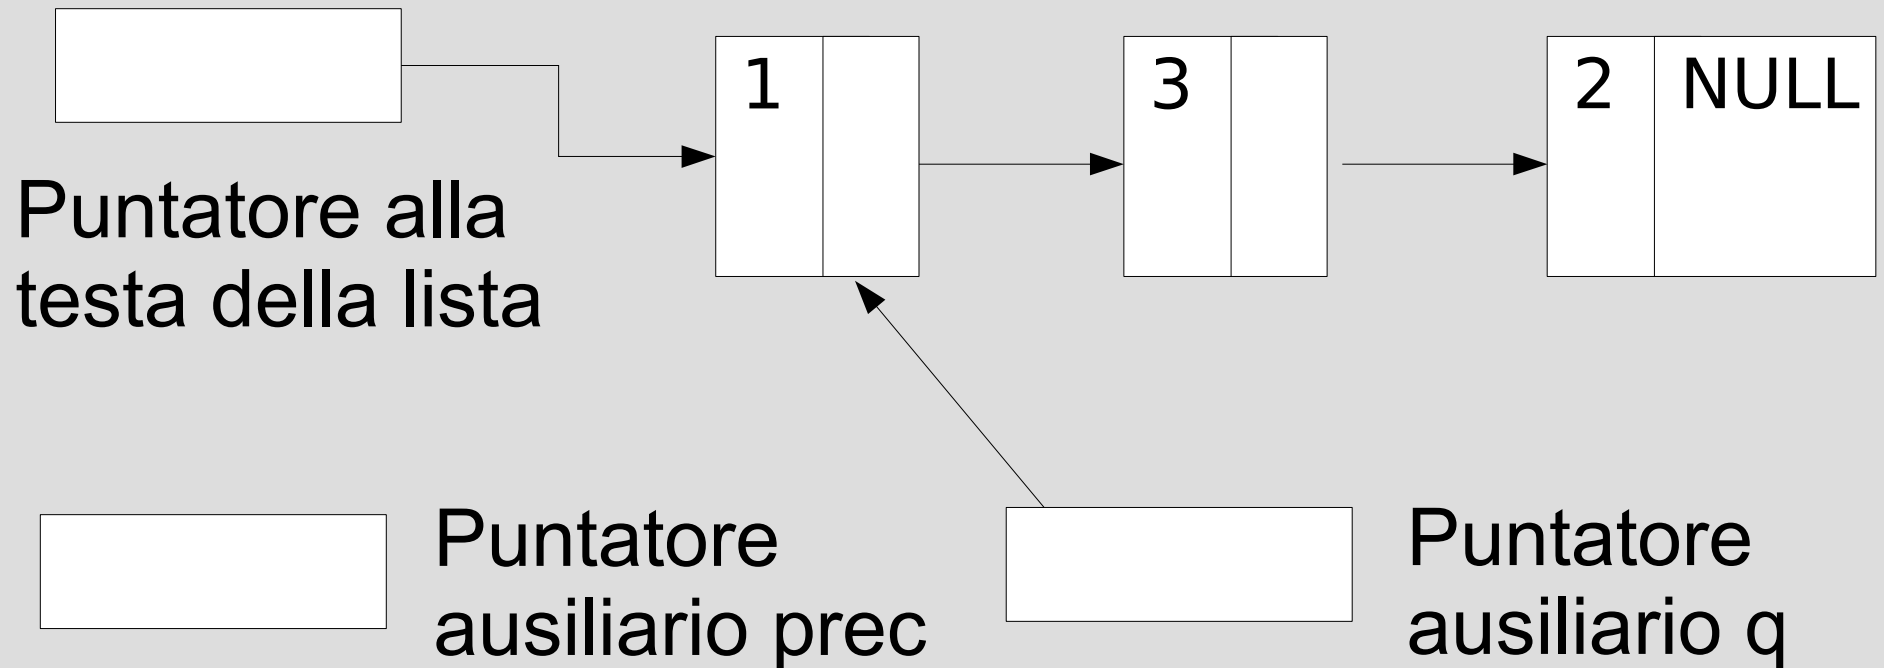 1
3
2 NULL
Puntatore alla
testa della lista
Puntatore
ausiliario prec
Puntatore
ausiliario q